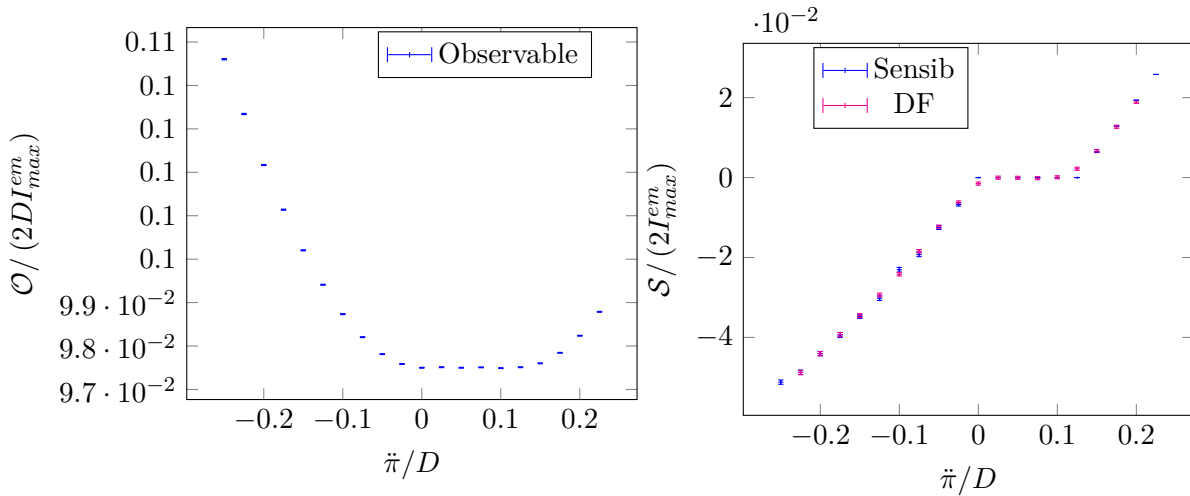 0.11
0.1
0.1
0.1
0.1
0.1
9.9 · 10⁻²
9.8 · 10⁻²
9.7 · 10⁻²
−0.2
−0.1
0
0.1
0.2
π̈/D
𝒪/(2DI^{em}_{max})
Observable
·10⁻²
2
0
−2
−4
−0.2
−0.1
0
0.1
0.2
π̈/D
𝒮/(2I^{em}_{max})
Sensib
DF